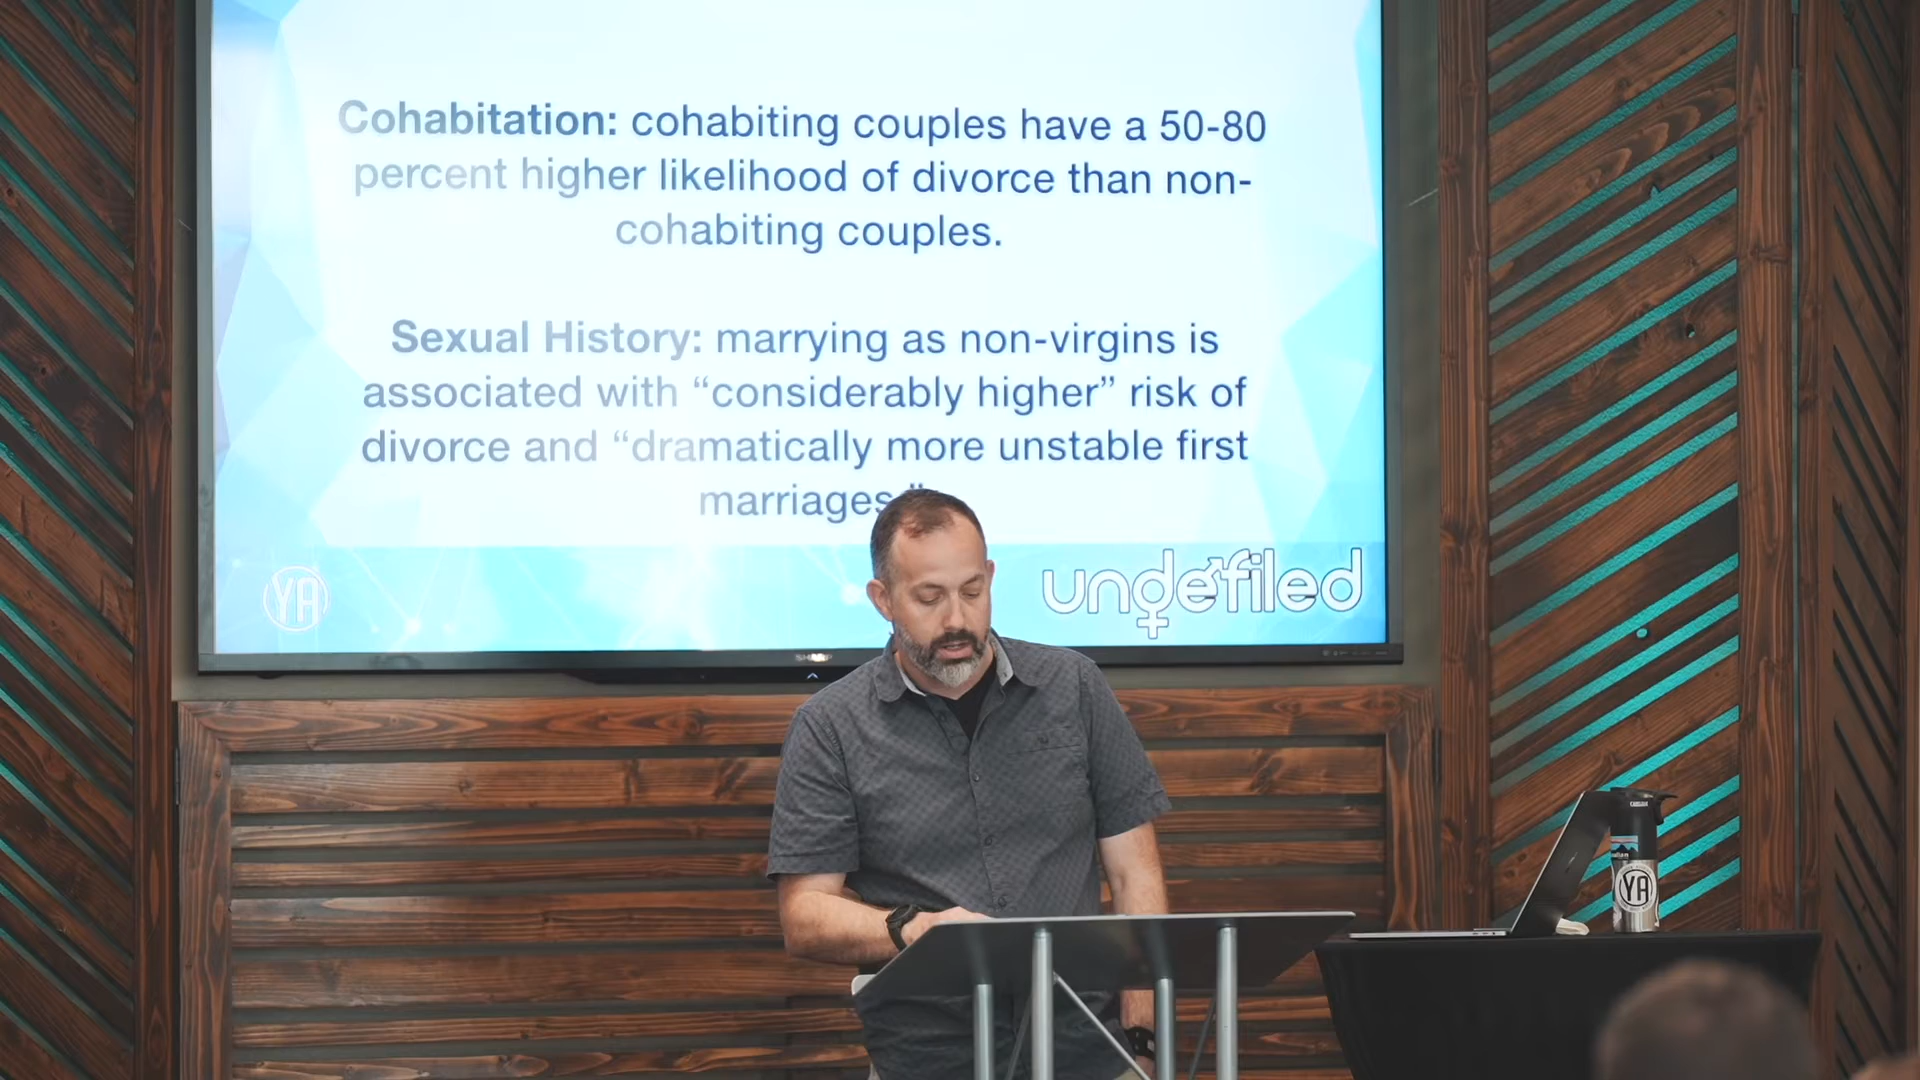 Cohabitation: cohabiting couples have a 50-80
percent higher likelihood of divorce than non-
cohabiting couples.
Sexual History: marrying as non-virgins is
associated with “considerably higher” risk of
divorce and “dramatically more unstable first
marriages.”
YA
undefiled
SHARP
YA